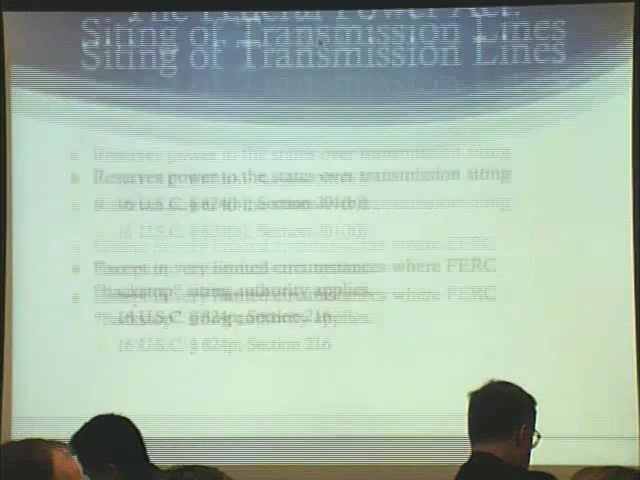 The Federal Power Act:
Siting of Transmission Lines
Reserves power to the states over transmission siting
16 U.S.C. § 824(b); Section 201(b)
Except in very limited circumstances where FERC
"backstop" siting authority applies.
16 U.S.C. § 824p; Section 216